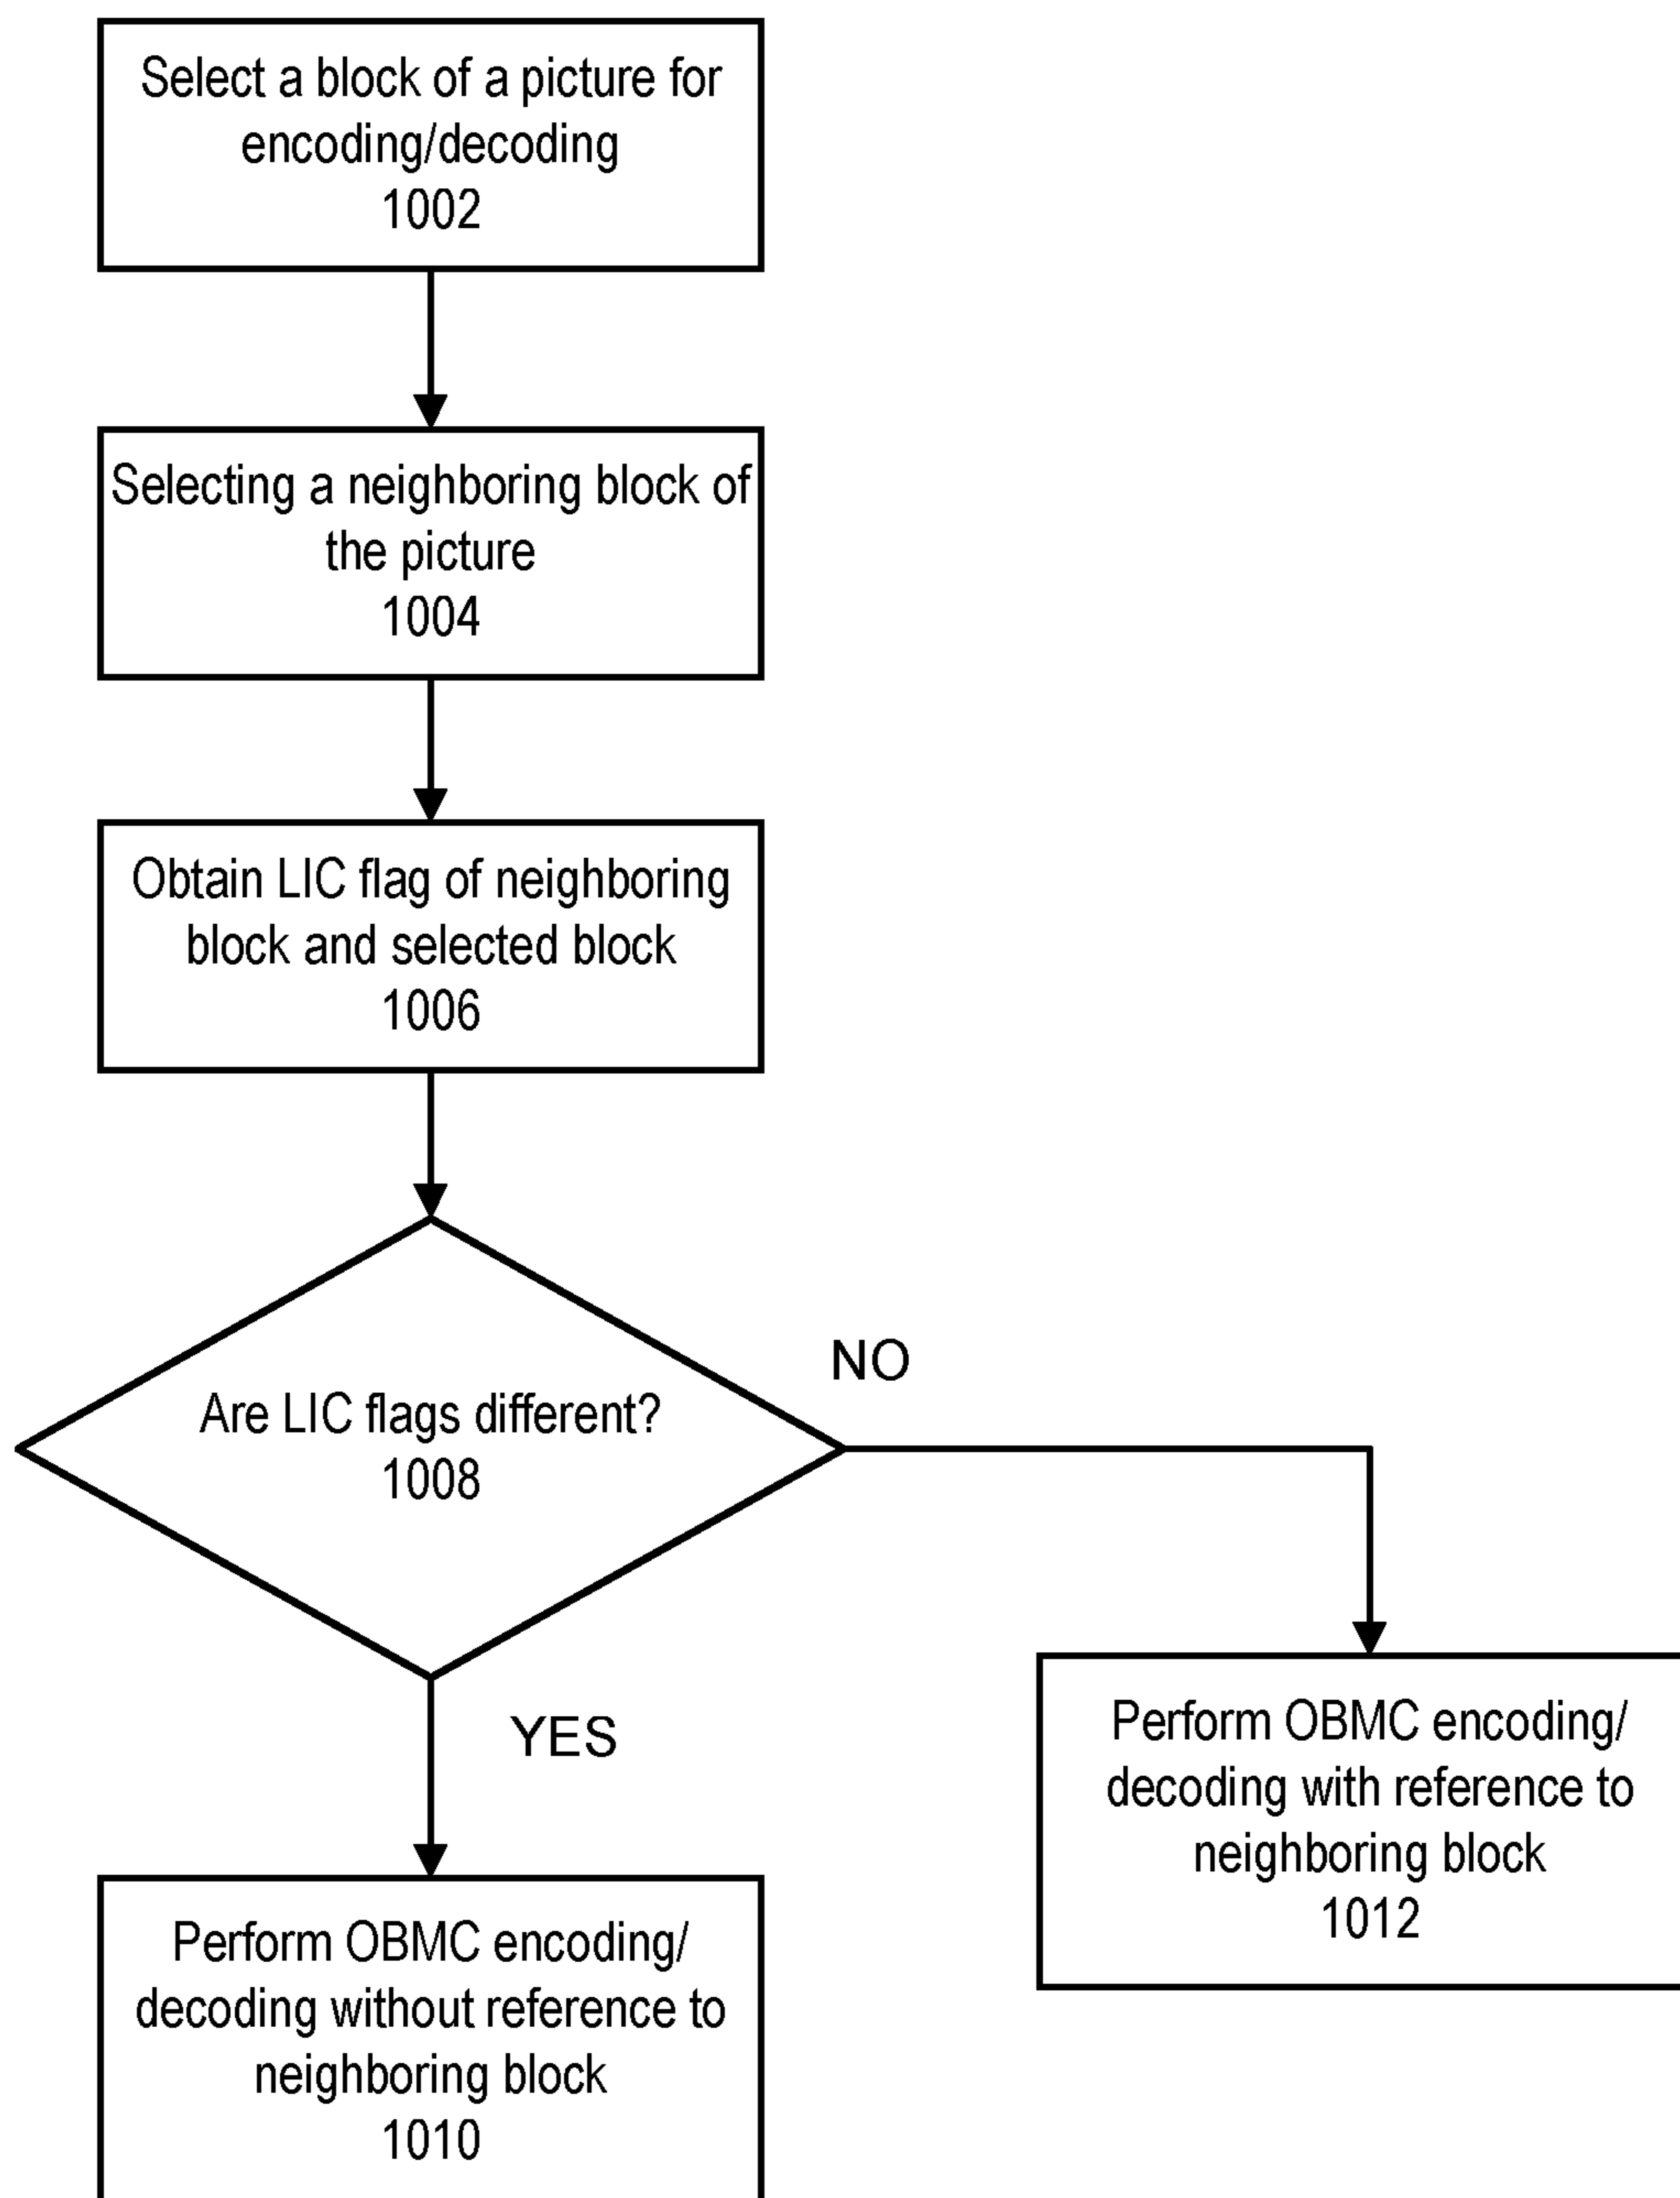 Select a block of a picture for
encoding/decoding
1002
Selecting a neighboring block of
the picture
1004
Obtain LIC flag of neighboring
block and selected block
1006
Are LIC flags different?
1008
NO
YES
Perform OBMC encoding/
decoding with reference to
neighboring block
1012
Perform OBMC encoding/
decoding without reference to
neighboring block
1010